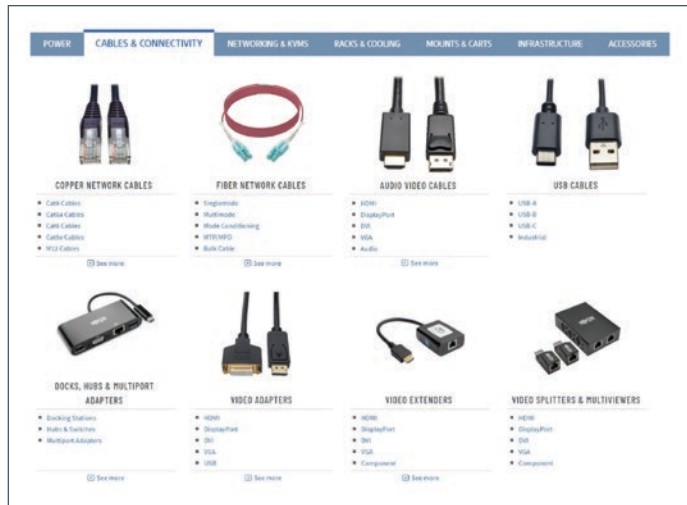 POWER CABLES & CONNECTIVITY NETWORKING & KVMS RACKS & COOLING MOUNTS & CARTS INFRASTRUCTURE ACCESSORIES
COPPER NETWORK CABLES
Cat8 Cables
Cat6a Cables
Cat6 Cables
Cat5e Cables
M12 Cables
See more
FIBER NETWORK CABLES
Singlemode
Multimode
Mode Conditioning
MTP/MPO
Bulk Cable
See more
AUDIO VIDEO CABLES
HDMI
DisplayPort
DVI
VGA
Audio
See more
USB CABLES
USB-A
USB-B
USB-C
Industrial
DOCKS, HUBS & MULTIPORT
ADAPTERS
Docking Stations
Hubs & Switches
Multiport Adapters
See more
VIDEO ADAPTERS
HDMI
DisplayPort
DVI
VGA
USB
See more
VIDEO EXTENDERS
HDMI
DisplayPort
DVI
VGA
Component
See more
VIDEO SPLITTERS & MULTIVIEWERS
HDMI
DisplayPort
DVI
VGA
Component